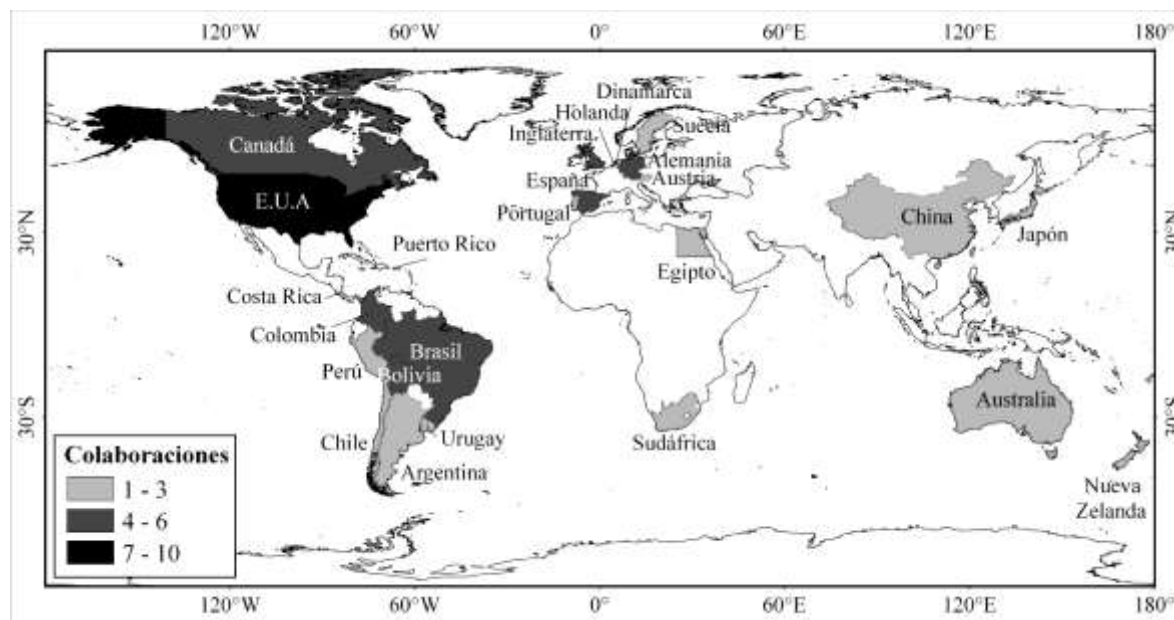 120°W 60°W 0° 60°E 120°E 180°
30°N
30°S
30°N
30°S
Canadá
E.U.A
Puerto Rico
Costa Rica
Colombia
Brasil
Perú
Bolivia
Chile
Urugay
Argentina
Dinamarca
Holanda
Inglaterra
Suecia
Alemania
Austria
España
Pörtugal
Egipto
Sudáfrica
China
Japón
Australia
Nueva
Zelanda
Colaboraciones
1 - 3
4 - 6
7 - 10
120°W 60°W 0° 60°E 120°E 180°